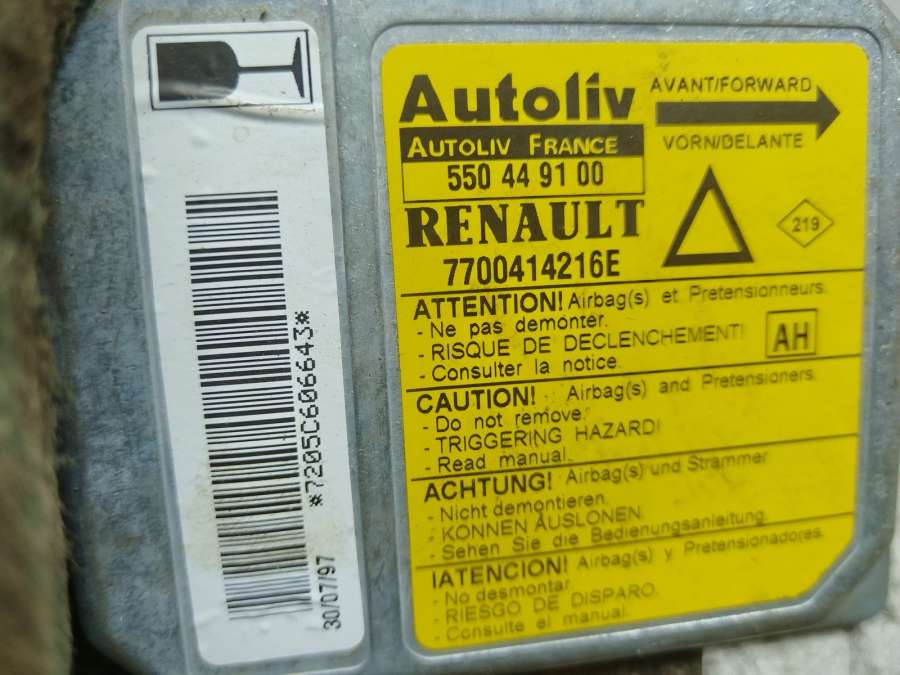 *7205C606643*
30/07/97
Autoliv
AUTOLIV FRANCE
550 44 91 00
RENAULT
7700414216E
AVANT/FORWARD
VORN/DELANTE
219
ATTENTION! Airbag(s) et Pretensionneurs.
- Ne pas demonter.
- RISQUE DE DECLENCHEMENT!
- Consulter la notice.
AH
CAUTION! Airbag(s) and Pretensioners.
- Do not remove.
- TRIGGERING HAZARD!
- Read manual.
ACHTUNG! Airbag(s) und Strammer
- Nicht demontieren.
- KONNEN AUSLONEN.
- Sehen Sie die Bedienungsanleitung.
IATENCION! Airbag(s) y Pretensionadores.
- No desmontar.
- RIESGO DE DISPARO.
- Consulte el manual.